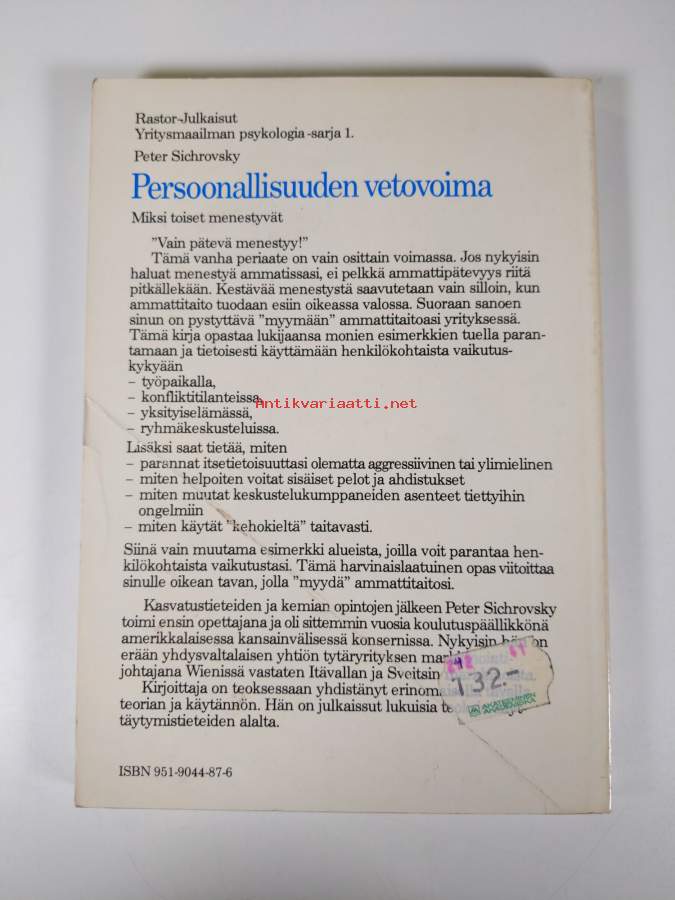 Rastor-Julkaisut
Yritysmaailman psykologia -sarja 1.
Peter Sichrovsky
Persoonallisuuden vetovoima
Miksi toiset menestyvät
"Vain pätevä menestyy!"
Tämä vanha periaate on vain osittain voimassa. Jos nykyisin
haluat menestyä ammatissasi, ei pelkkä ammattipätevyys riitä
pitkällekään. Kestävää menestystä saavutetaan vain silloin, kun
ammattitaito tuodaan esiin oikeassa valossa. Suoraan sanoen
sinun on pystyttävä "myymään" ammattitaitoasi yrityksessä.
Tämä kirja opastaa lukijaansa monien esimerkkien tuella paran-
tamaan ja tietoisesti käyttämään henkilökohtaista vaikutus-
kykyään
– työpaikalla,
– konfliktitilanteissa,
Antikvariaatti.net
– yksityiselämässä,
– ryhmäkeskusteluissa.
Lisäksi saat tietää, miten
– parannat itsetietoisuuttasi olematta aggressiivinen tai ylimielinen
– miten helpoiten voitat sisäiset pelot ja ahdistukset
– miten muutat keskustelukumppaneiden asenteet tiettyihin
ongelmiin
– miten käytät "kehokieltä" taitavasti.
Siinä vain muutama esimerkki alueista, joilla voit parantaa hen-
kilökohtaista vaikutustasi. Tämä harvinaislaatuinen opas viitoittaa
sinulle oikean tavan, jolla "myydä" ammattitaitosi.
Kasvatustieteiden ja kemian opintojen jälkeen Peter Sichrovsky
toimi ensin opettajana ja oli sittemmin vuosia koulutuspäällikkönä
amerikkalaisessa kansainvälisessä konsernissa. Nykyisin hän on
erään yhdysvaltalaisen yhtiön tytäryrityksen
johtajana Wienissä vastaten Itävallan ja Sveitsin
Kirjoittaja on teoksessaan yhdistänyt
teorian ja käytännön. Hän on julkaissut lukuisia
täytymistieteiden alalta.
132.-
AKATEEMINEN
ISBN 951-9044-87-6